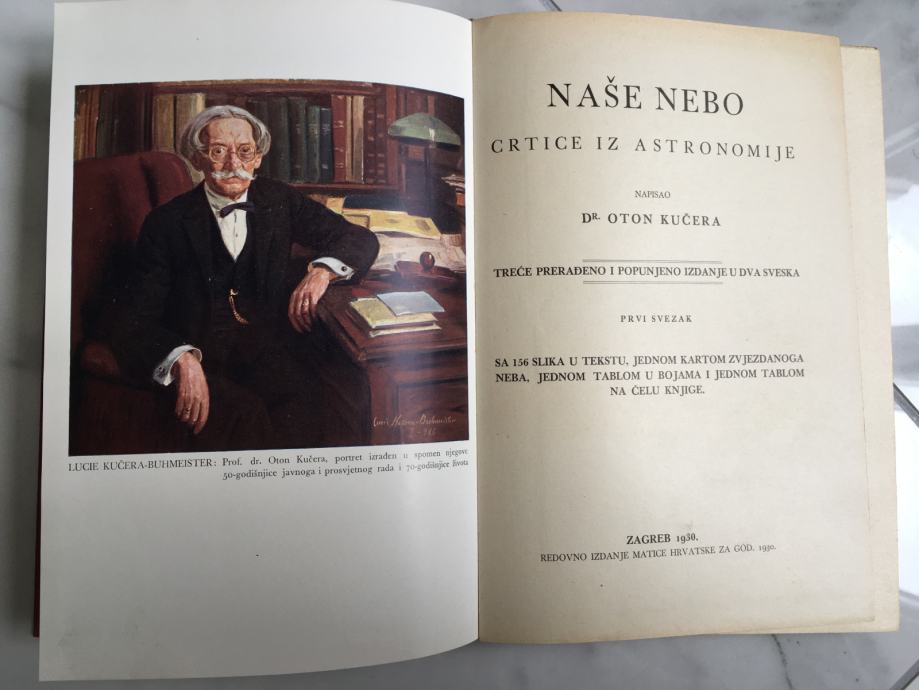 LUCIE KUČERA-BUHMEISTER: Prof. dr. Oton Kučera, portret izrađen u spomen njegove
50-godišnjice javnoga i prosvjetnog rada i 70-godišnjice života
NAŠE NEBO
CRTICE IZ ASTRONOMIJE
NAPISAO
DR. OTON KUČERA
TREĆE PRERAĐENO I POPUNJENO IZDANJE U DVA SVESKA
PRVI SVEZAK
SA 156 SLIKA U TEKSTU, JEDNOM KARTOM ZVJEZDANOGA
NEBA, JEDNOM TABLOM U BOJAMA I JEDNOM TABLOM
NA ČELU KNJIGE.
ZAGREB 1930.
REDOVNO IZDANJE MATICE HRVATSKE ZA GOD. 1930.